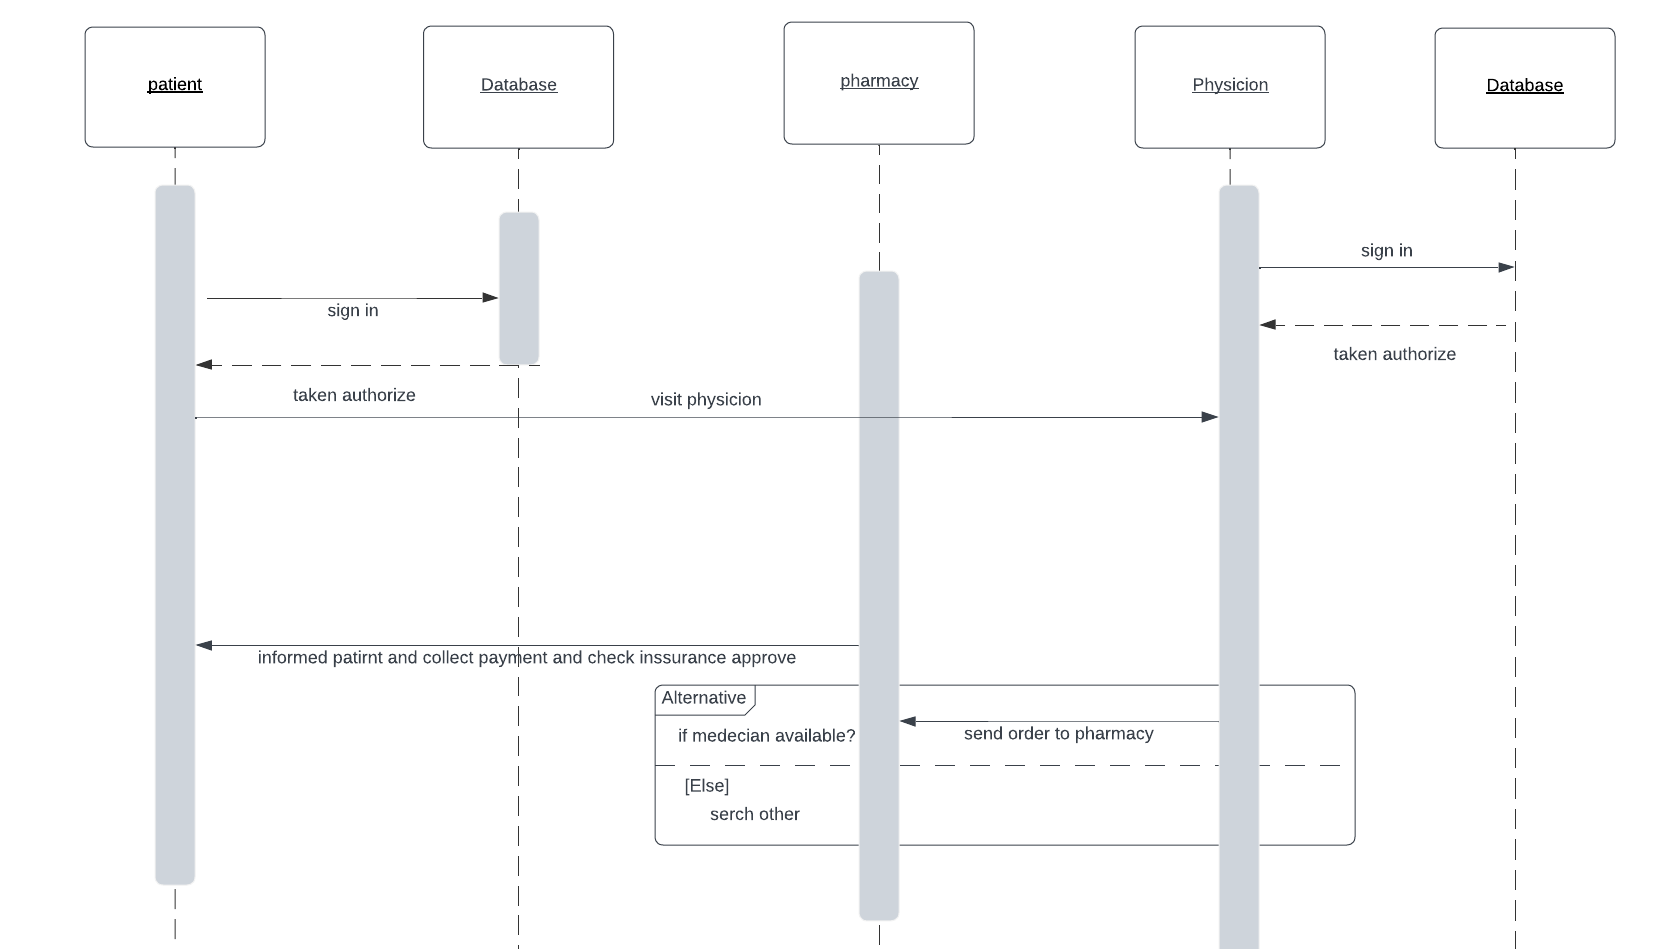 patient
Database
pharmacy
Physicion
Database
sign in
sign in
taken authorize
taken authorize
visit physicion
informed patirnt and collect payment and check inssurance approve
Alternative
if medecian available?
send order to pharmacy
[Else]
serch other